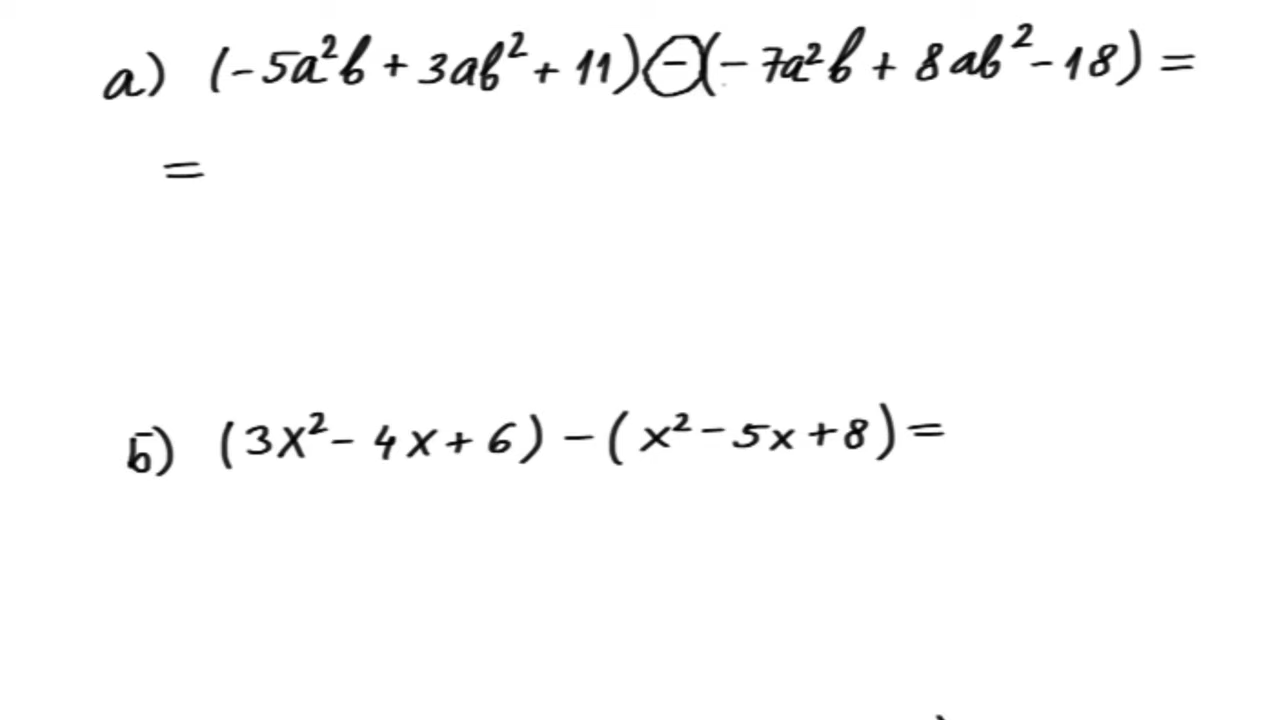 а) (-5a²b + 3ab² + 11) - (-7a²b + 8ab² - 18) =
=
б) (3x² - 4x + 6) - (x² - 5x + 8) =